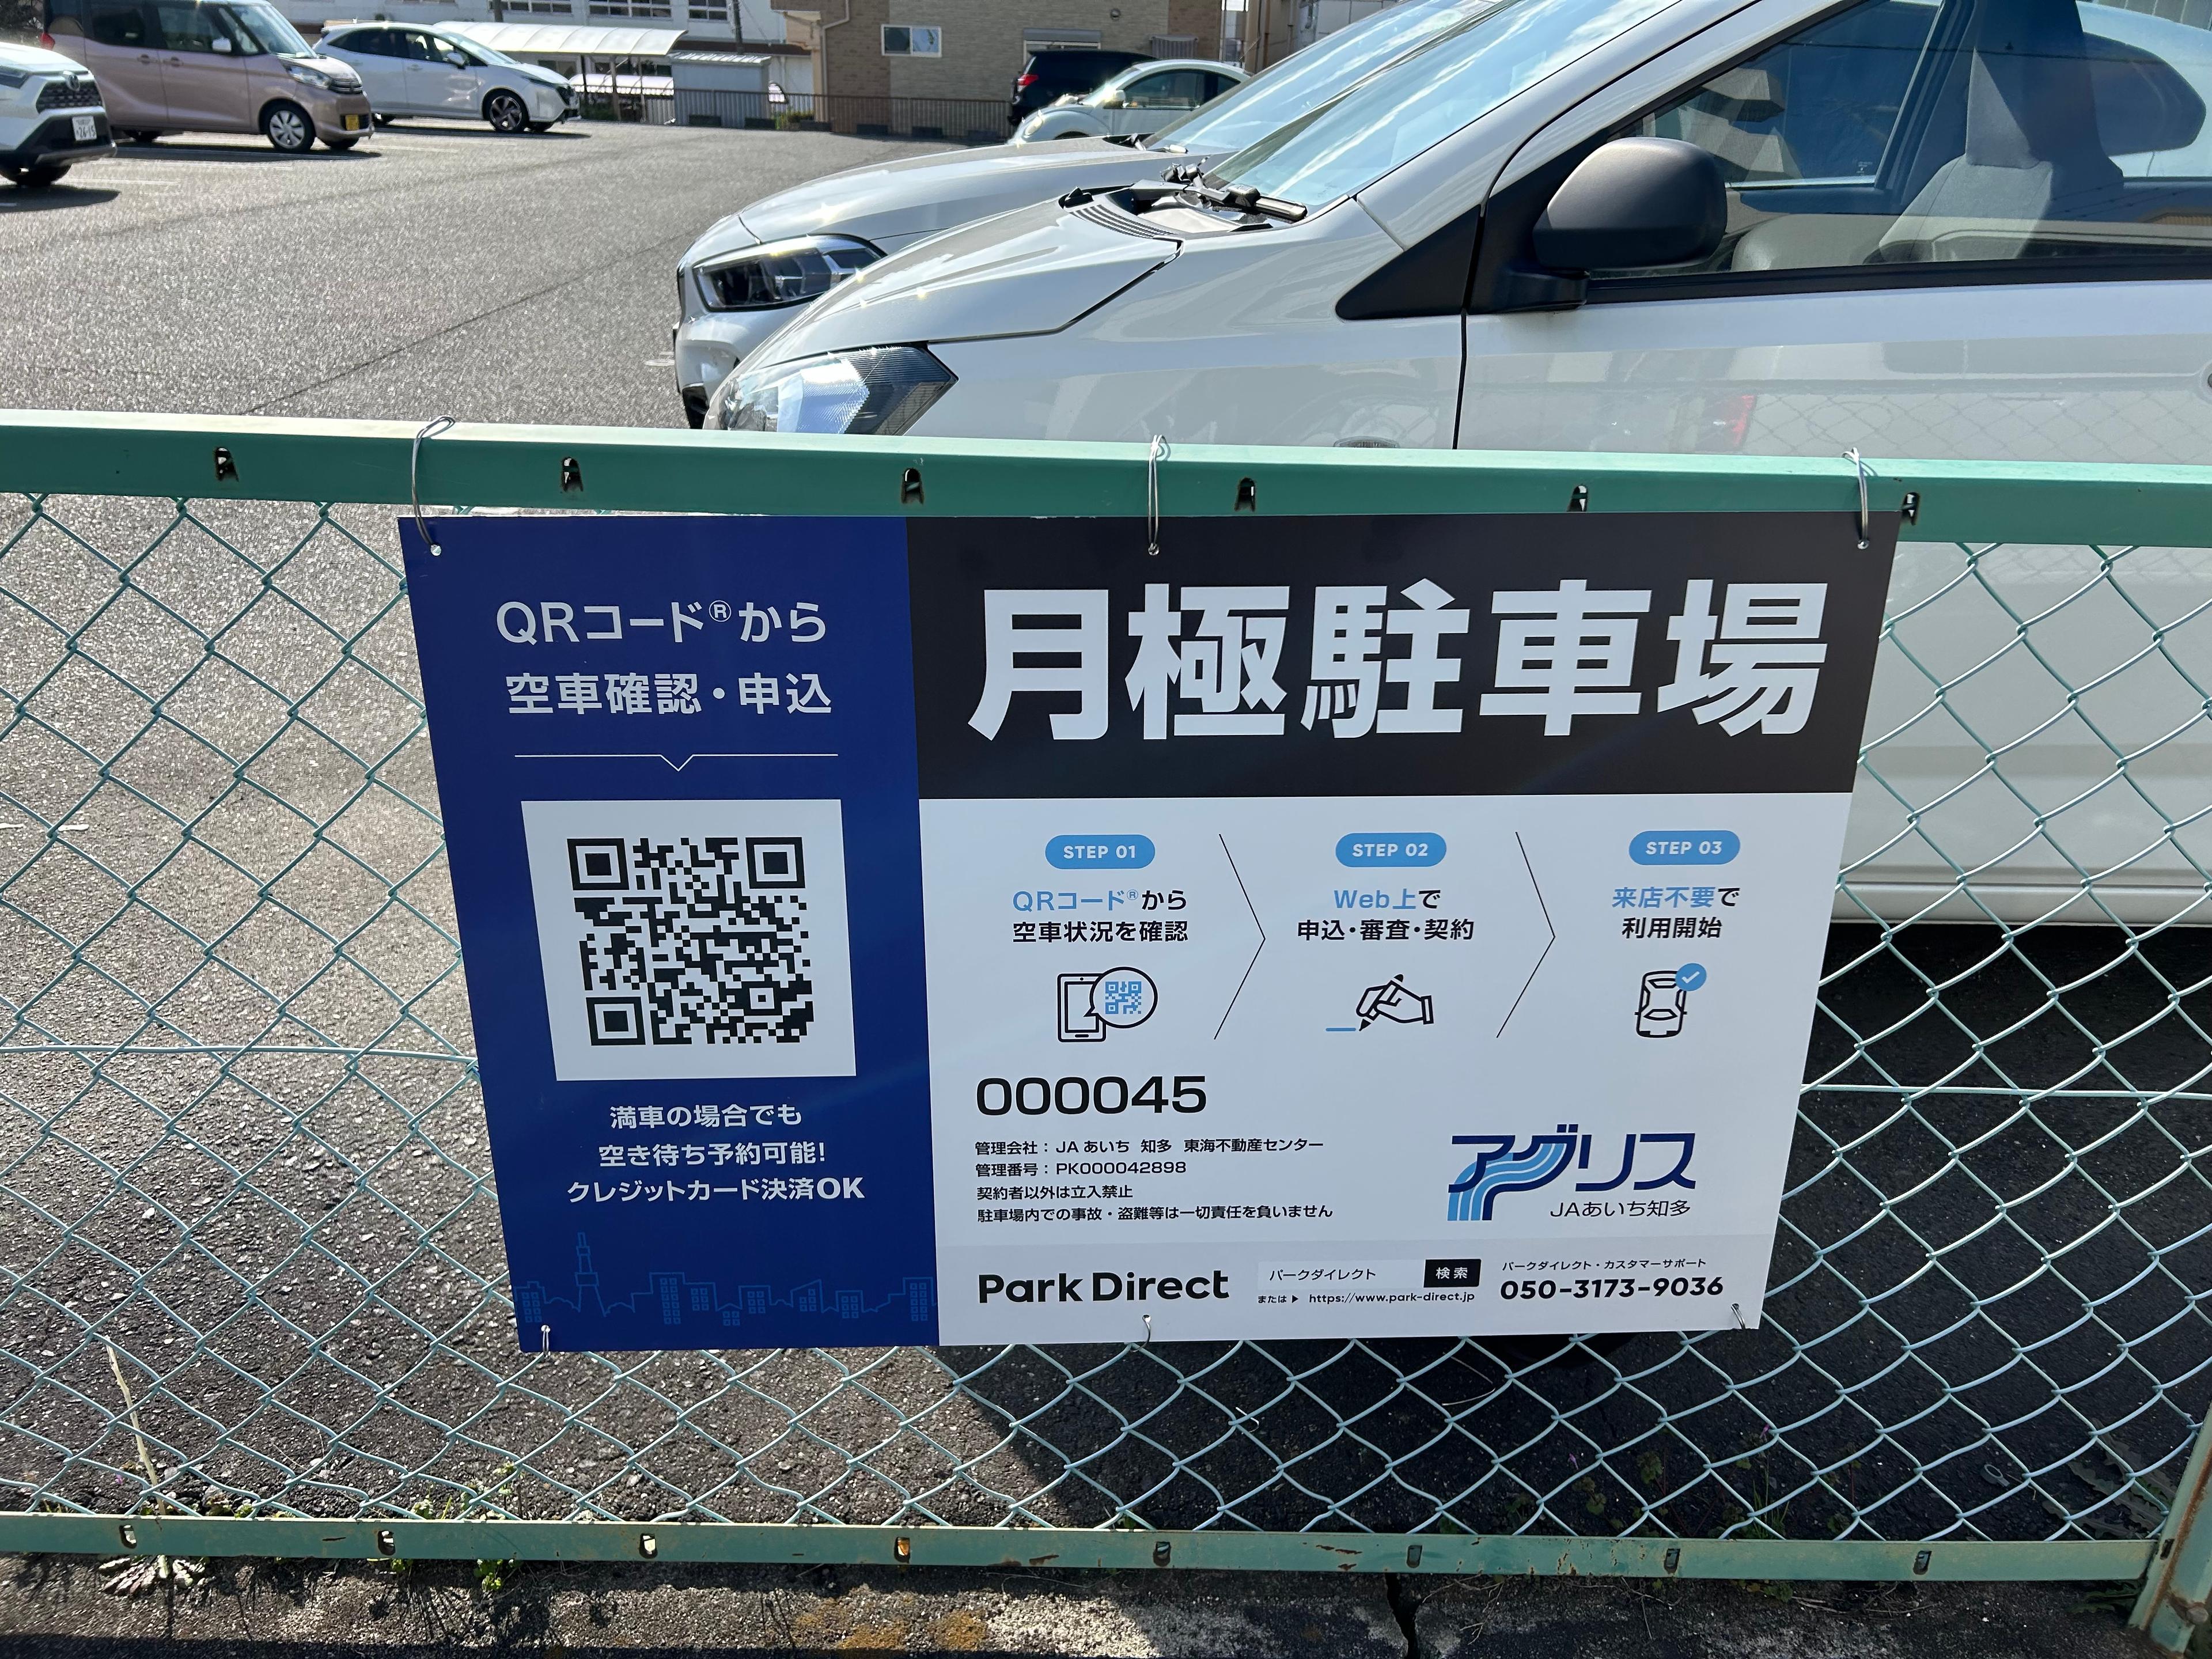 QRコード®から
空車確認・申込
満車の場合でも
空き待ち予約可能!
クレジットカード決済OK
月極駐車場
STEP 01
QRコード®から
空車状況を確認
STEP 02
Web上で
申込・審査・契約
STEP 03
来店不要で
利用開始
000045
管理会社：JA あいち 知多 東海不動産センター
管理番号：PK000042898
契約者以外は立入禁止
駐車場内での事故・盗難等は一切責任を負いません
アグリス
JAあいち知多
Park Direct
パークダイレクト 検索
または▶ https://www.park-direct.jp
パークダイレクト・カスタマーサポート
050-3173-9036